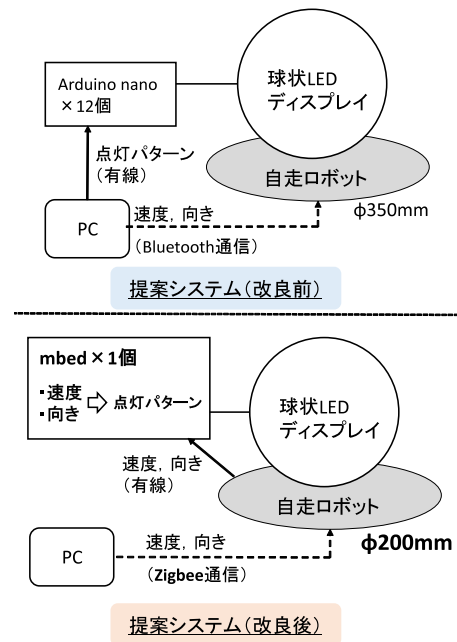 Arduino nano
×12個
球状LED
ディスプレイ
点灯パターン
(有線)
自走ロボット
φ350mm
PC
速度，向き
(Bluetooth通信)
提案システム(改良前)
mbed×1個
・速度
・向き
点灯パターン
球状LED
ディスプレイ
速度，向き
(有線)
自走ロボット
φ200mm
PC
速度，向き
(Zigbee通信)
提案システム(改良後)